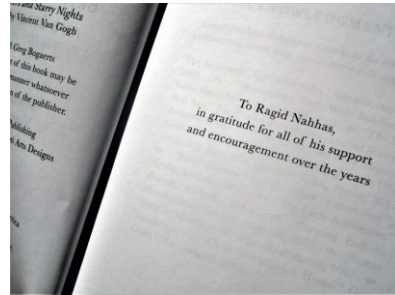 and Starry Nights
by Vincent Van Gogh
Greg Bogaerts
of this book may be
manner whatsoever
of the publisher.
Publishing
Arts Designs
To Ragid Nahhas,
in gratitude for all of his support
and encouragement over the years